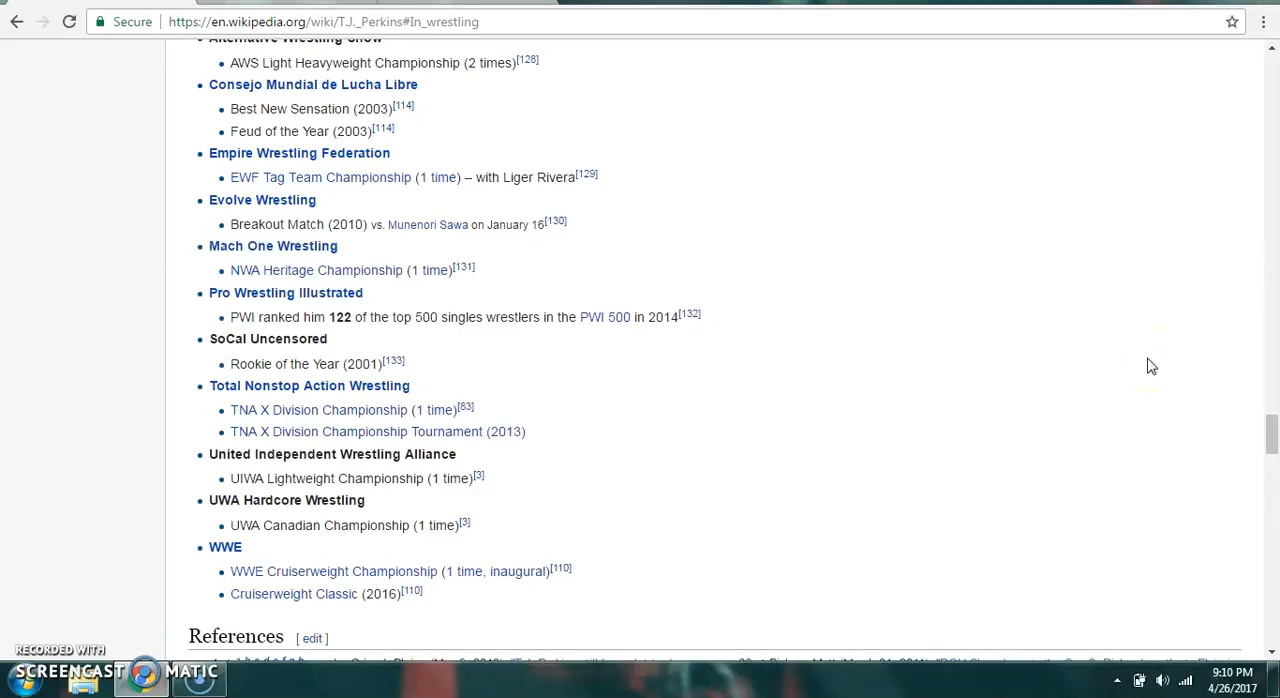 Secure https://en.wikipedia.org/wiki/T.J._Perkins#In_wrestling
Alternative Wrestling Show
AWS Light Heavyweight Championship (2 times)[128]
Consejo Mundial de Lucha Libre
Best New Sensation (2003)[114]
Feud of the Year (2003)[114]
Empire Wrestling Federation
EWF Tag Team Championship (1 time) – with Liger Rivera[129]
Evolve Wrestling
Breakout Match (2010) vs. Munenori Sawa on January 16[130]
Mach One Wrestling
NWA Heritage Championship (1 time)[131]
Pro Wrestling Illustrated
PWI ranked him 122 of the top 500 singles wrestlers in the PWI 500 in 2014[132]
SoCal Uncensored
Rookie of the Year (2001)[133]
Total Nonstop Action Wrestling
TNA X Division Championship (1 time)[83]
TNA X Division Championship Tournament (2013)
United Independent Wrestling Alliance
UIWA Lightweight Championship (1 time)[3]
UWA Hardcore Wrestling
UWA Canadian Championship (1 time)[3]
WWE
WWE Cruiserweight Championship (1 time, inaugural)[110]
Cruiserweight Classic (2016)[110]
References [ edit ]
RECORDED WITH
SCREENCAST MATIC
9:10 PM
4/26/2017